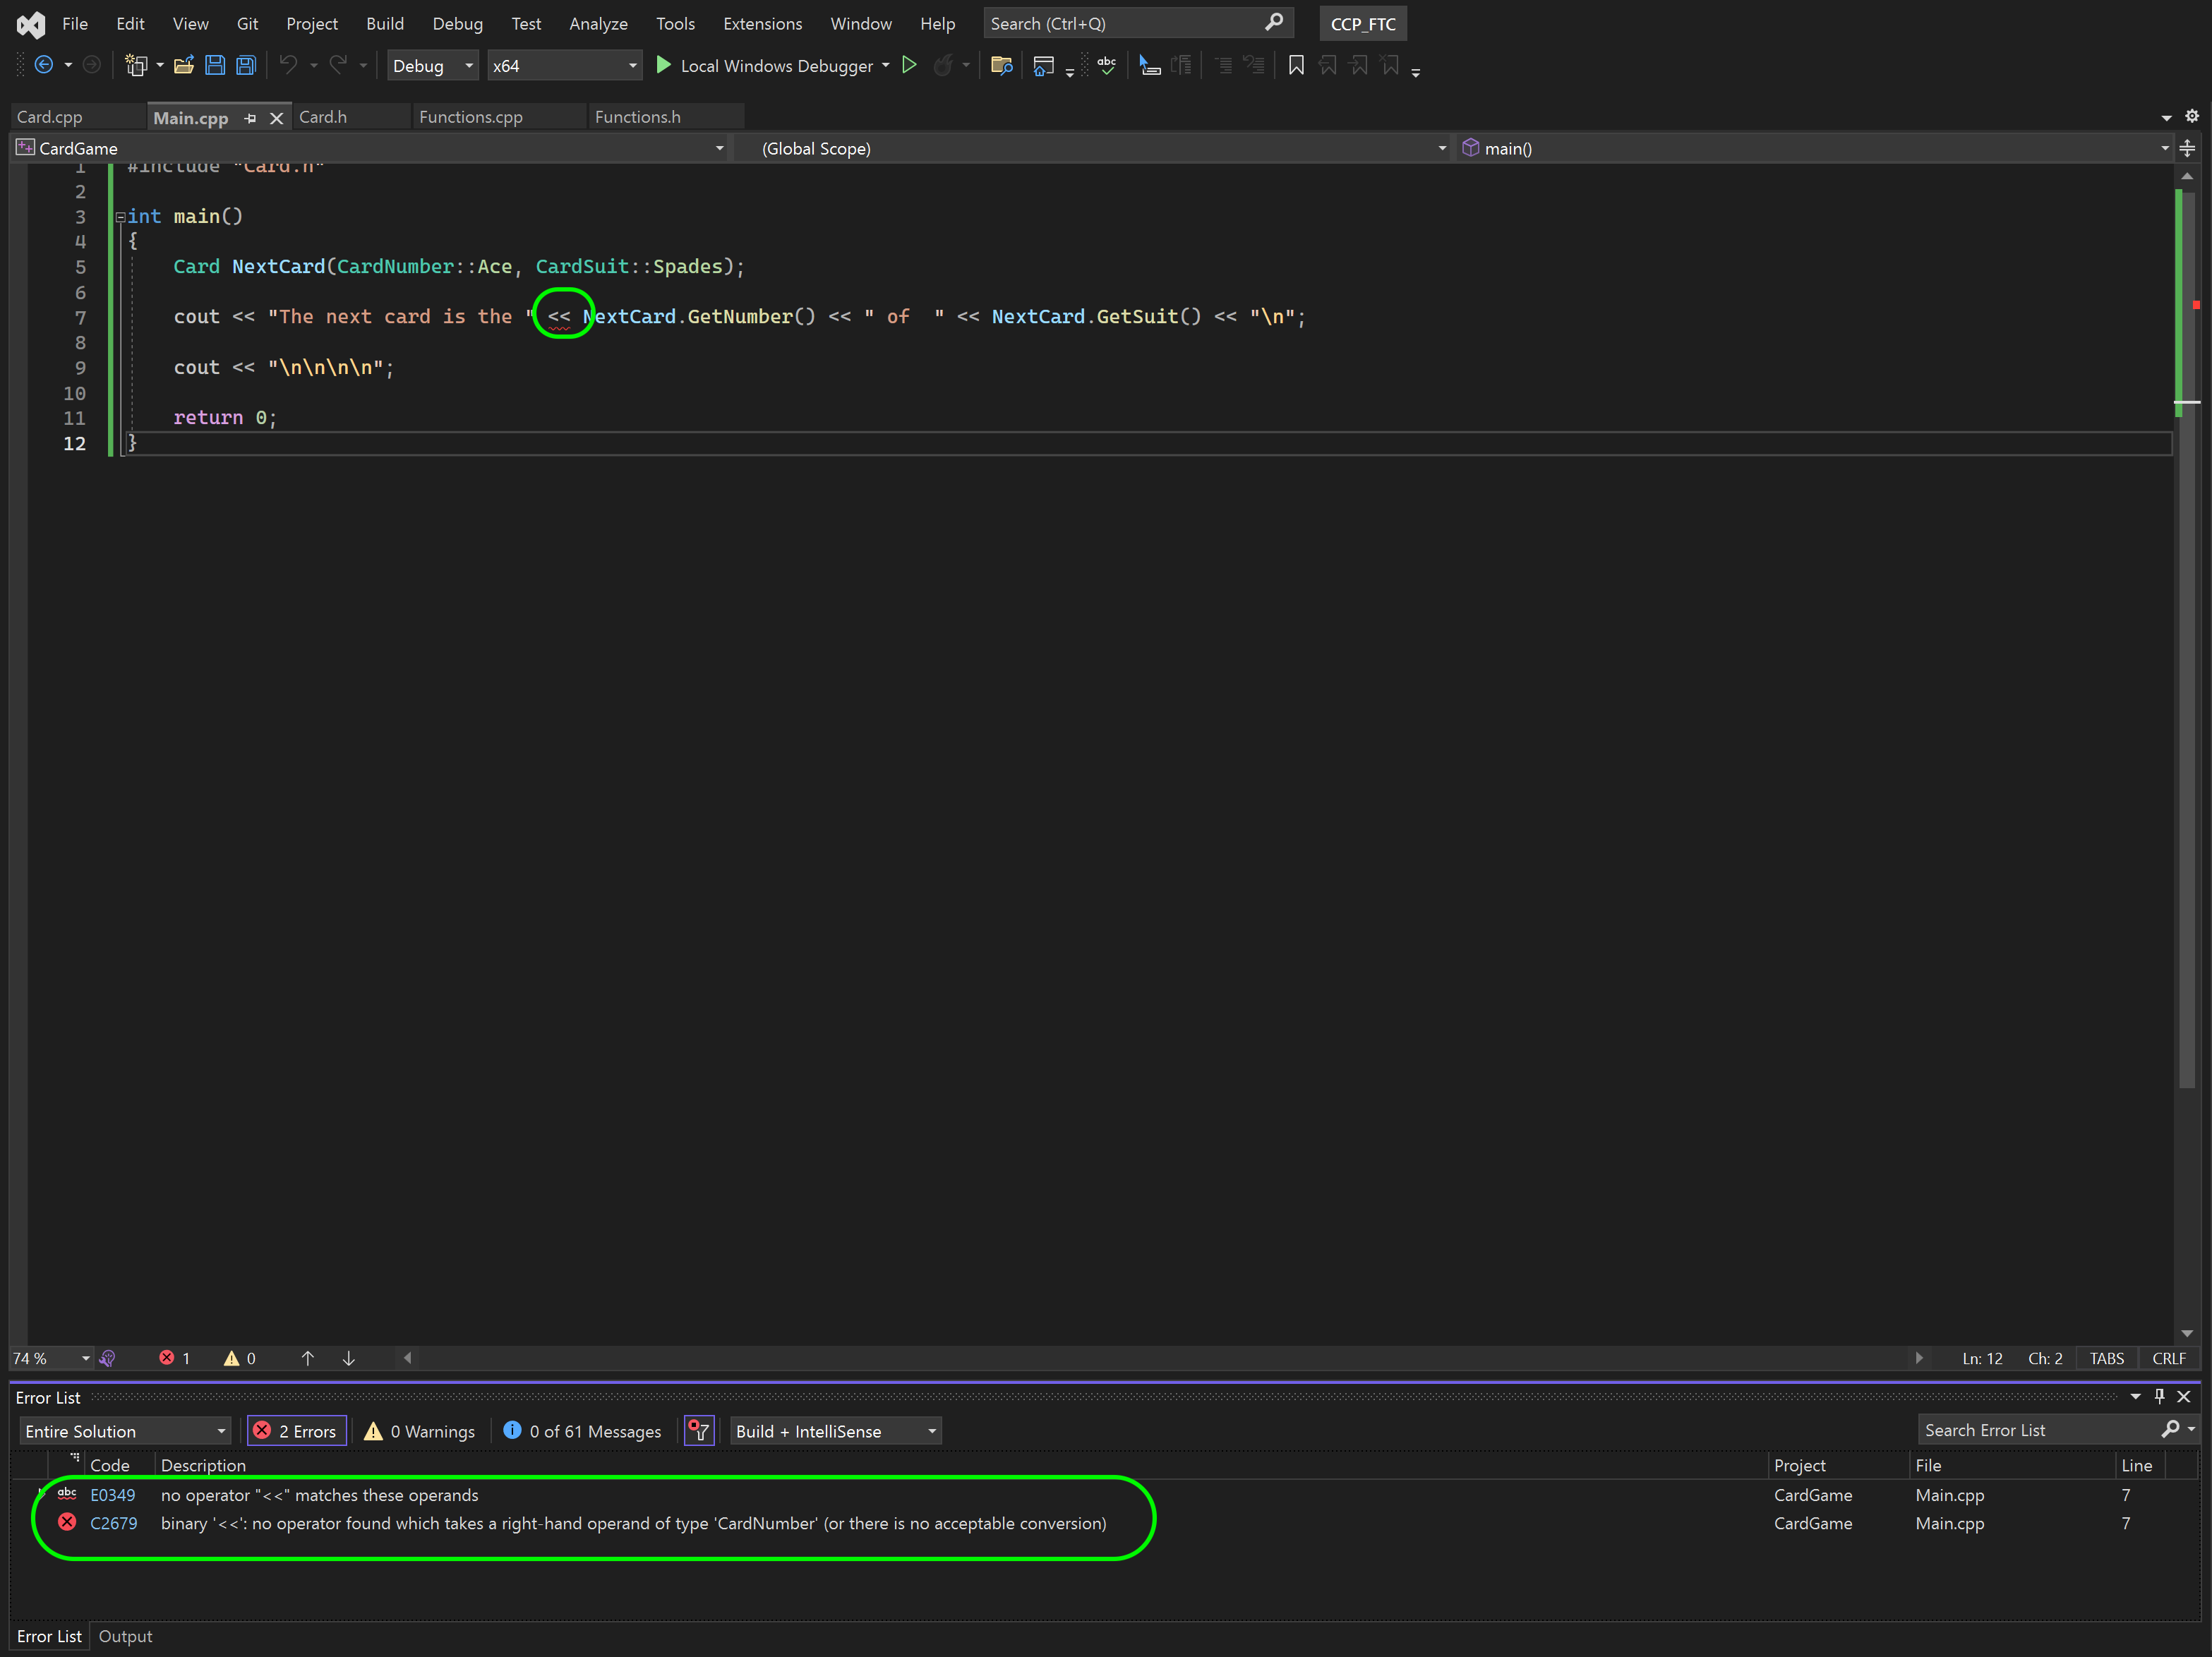 File Edit View Git Project Build Debug Test Analyze Tools Extensions Window Help Search (Ctrl+Q) CCP_FTC
Debug x64 Local Windows Debugger
Card.cpp Main.cpp Card.h Functions.cpp Functions.h
CardGame (Global Scope) main()
1 #include "Card.h"
2
3 int main()
4 {
5 Card NextCard(CardNumber::Ace, CardSuit::Spades);
6
7 cout << "The next card is the " << NextCard.GetNumber() << " of  " << NextCard.GetSuit() << "\n";
8
9 cout << "\n\n\n\n";
10
11 return 0;
12 }
74 % 1 0 Ln: 12 Ch: 2 TABS CRLF
Error List
Entire Solution 2 Errors 0 Warnings 0 of 61 Messages Build + IntelliSense Search Error List
Code Description Project File Line
abc E0349 no operator "<<" matches these operands CardGame Main.cpp 7
C2679 binary '<<': no operator found which takes a right-hand operand of type 'CardNumber' (or there is no acceptable conversion) CardGame Main.cpp 7
Error List Output